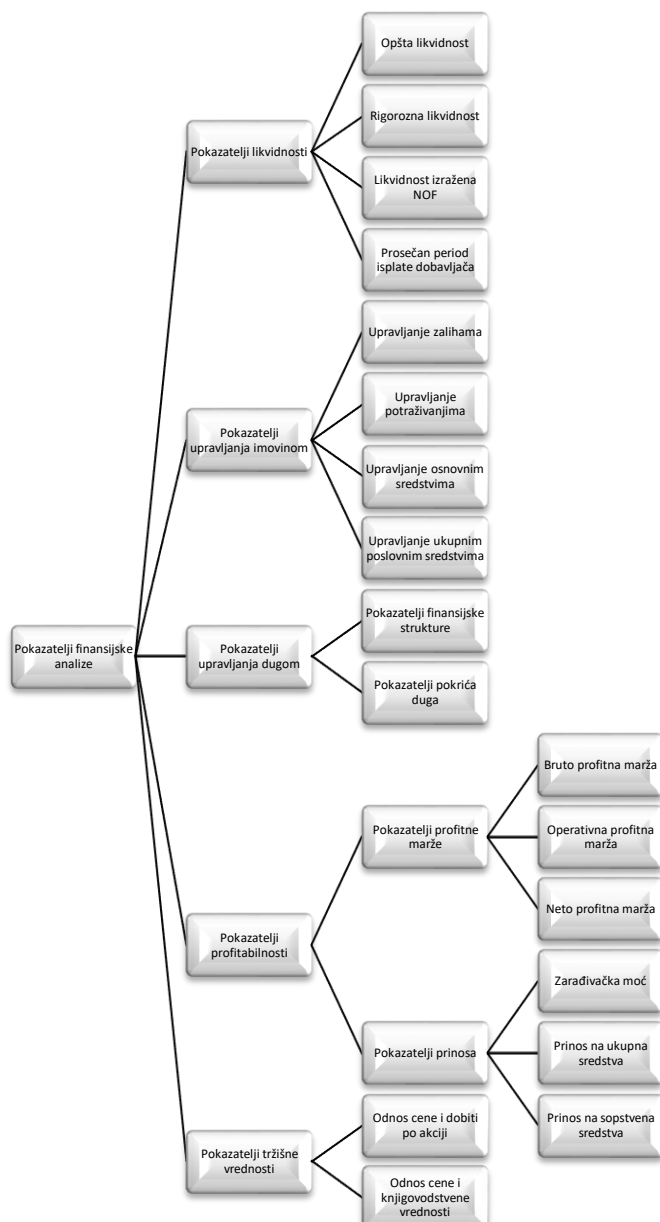 Pokazatelji finansijske
analize
Pokazatelji likvidnosti
Opšta likvidnost
Rigorozna likvidnost
Likvidnost izražena
NOF
Prosečan period
isplate dobavljača
Pokazatelji
upravljanja imovinom
Upravljanje zalihama
Upravljanje
potraživanjima
Upravljanje osnovnim
sredstvima
Upravljanje ukupnim
poslovnim sredstvima
Pokazatelji
upravljanja dugom
Pokazatelji finansijske
strukture
Pokazatelji pokrića
duga
Pokazatelji
profitabilnosti
Pokazatelji profitne
marže
Bruto profitna marža
Operativna profitna
marža
Neto profitna marža
Pokazatelji prinosa
Zarađivačka moć
Prinos na ukupna
sredstva
Prinos na sopstvena
sredstva
Pokazatelji tržišne
vrednosti
Odnos cene i dobiti
po akciji
Odnos cene i
knjigovodstvene
vrednosti